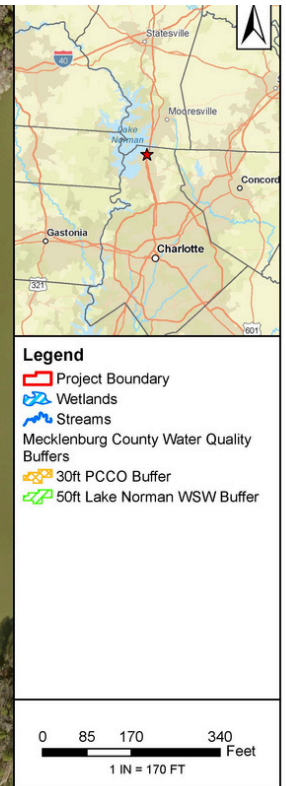 Statesville
40
Mooresville
Lake
Norman
Concord
Gastonia
Charlotte
321
601
Legend
Project Boundary
Wetlands
Streams
Mecklenburg County Water Quality
Buffers
30ft PCCO Buffer
50ft Lake Norman WSW Buffer
0 85 170 340
Feet
1 IN = 170 FT